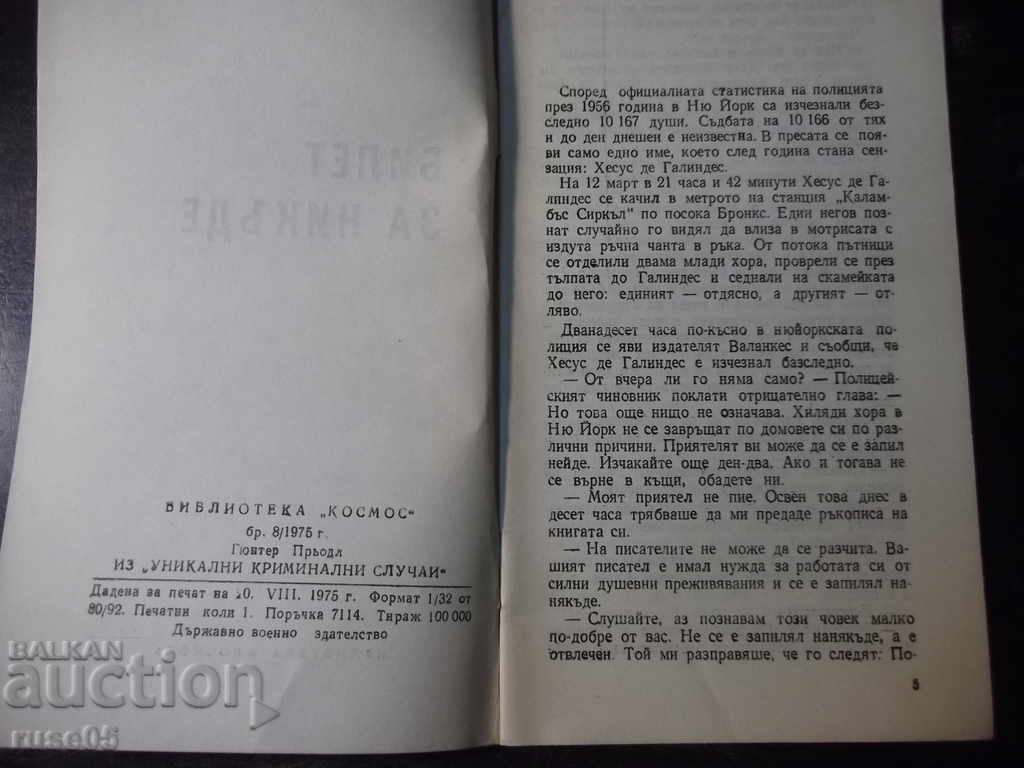 БИЛЕТ
ЗА НИКЪДЕ
БИБЛИОТЕКА „КОСМОС“
бр. 8/1975 г.
Гюнтер Прьодл
ИЗ „УНИКАЛНИ КРИМИНАЛНИ СЛУЧАИ“
Дадена за печат на 20. VIII. 1975 г. Формат 1/32 от
80/92. Печатни коли 1. Поръчка 7114. Тираж 100 000
Държавно военно здателство
BALKAN
auction
ruse05
Според официалната статистика на полицията
през 1956 година в Ню Йорк са изчезнали без-
следно 10 167 души. Съдбата на 10 166 от тях
и до ден днешен е неизвестна. В пресата се поя-
ви само едно име, което след година стана сен-
зация: Хесус де Галиндес.
На 12 март в 21 часа и 42 минути Хесус де Га-
линдес се качил в метрото на станция „Калам-
бъс Сиркъл“ по посока Бронкс. Един негов поз-
нат случайно го видял да влиза в мотрисата с
издута ръчна чанта в ръка. От потока пътници
се отделили двама млади хора, проврели се през
тълпата до Галиндес и седнали на скамейката
до него: единият — отдясно, а другият — от-
ляво.
Дванадесет часа по-късно в нюйоркската по-
лиция се яви издателят Валанкес и съобщи, че
Хесус де Галиндес е изчезнал базследно.
— От вчера ли го няма само? — Полицей-
ският чиновник поклати отрицателно глава: —
Но това още нищо не означава. Хиляди хора в
Ню Йорк не се завръщат по домовете си по раз-
лични причини. Приятелят ви може да се е запил
нейде. Изчакайте още ден-два. Ако и тогава не
се върне в къщи, обадете ни.
— Моят приятел не пие. Освен това днес в
десет часа трябваше да ми предаде ръкописа на
книгата си.
— На писателите не може да се разчита. Ва-
шият писател е имал нужда за работата си от
силни душевни преживявания и се е запилял на-
някъде.
— Слушайте, аз познавам този човек малко
по-добре от вас. Не се е запилял нанякъде, а е
отвлечен. Той ми разправяше, че го следят. По-
5